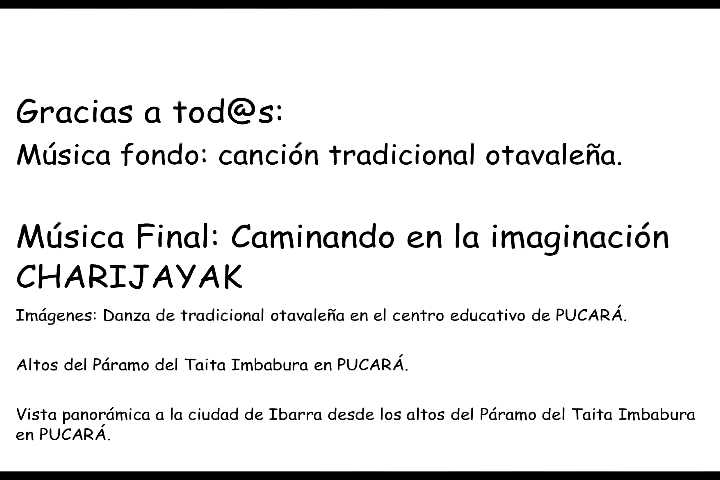 Gracias a tod@s:
Música fondo: canción tradicional otavaleña.
Música Final: Caminando en la imaginación
CHARIJAYAK
Imágenes: Danza de tradicional otavaleña en el centro educativo de PUCARÁ.
Altos del Páramo del Taita Imbabura en PUCARÁ.
Vista panorámica a la ciudad de Ibarra desde los altos del Páramo del Taita Imbabura
en PUCARÁ.